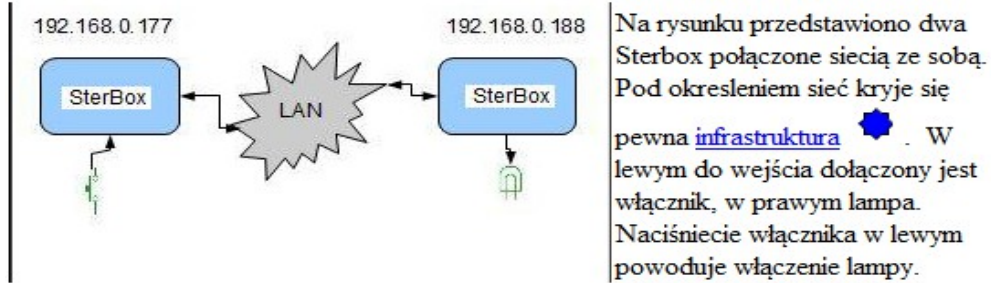 192.168.0.177
192.168.0.188
SterBox
LAN
SterBox
Na rysunku przedstawiono dwa
Sterbox połączone siecią ze sobą.
Pod okresleniem sieć kryje się
pewna infrastruktura . W
lewym do wejścia dołączony jest
włącznik, w prawym lampa.
Naciśniecie włącznika w lewym
powoduje włączenie lampy.